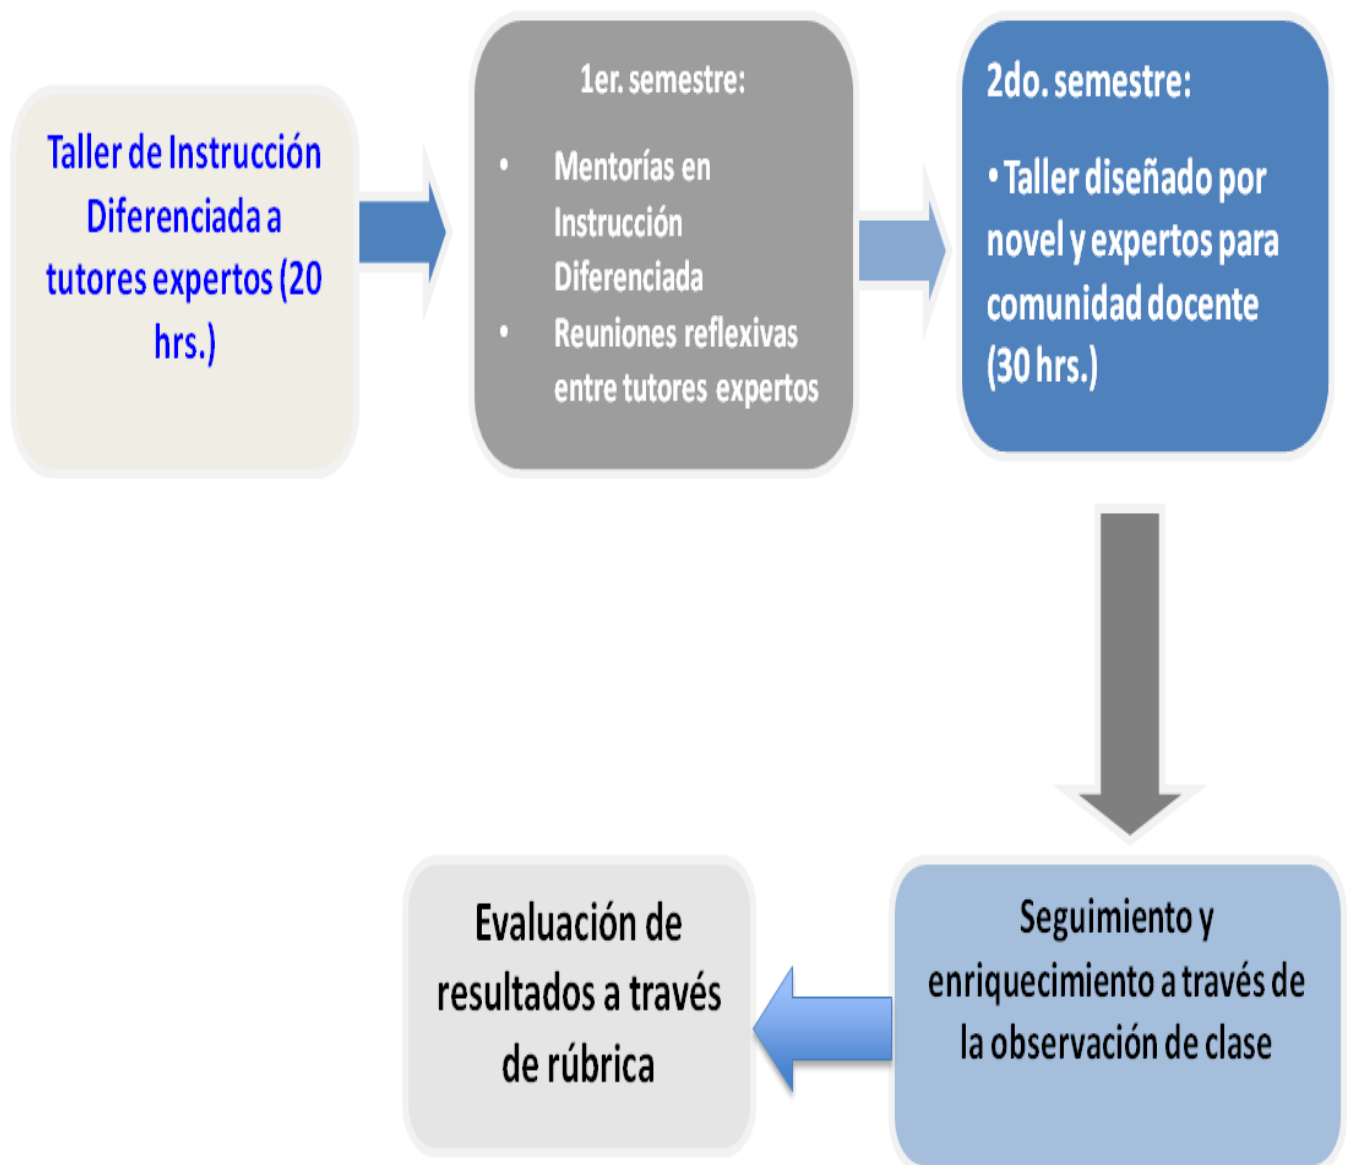 Taller de Instrucción
Diferenciada a
tutores expertos (20
hrs.)
1er. semestre:
• Mentorías en
Instrucción
Diferenciada
• Reuniones reflexivas
entre tutores expertos
2do. semestre:
• Taller diseñado por
novel y expertos para
comunidad docente
(30 hrs.)
Seguimiento y
enriquecimiento a través de
la observación de clase
Evaluación de
resultados a través
de rúbrica